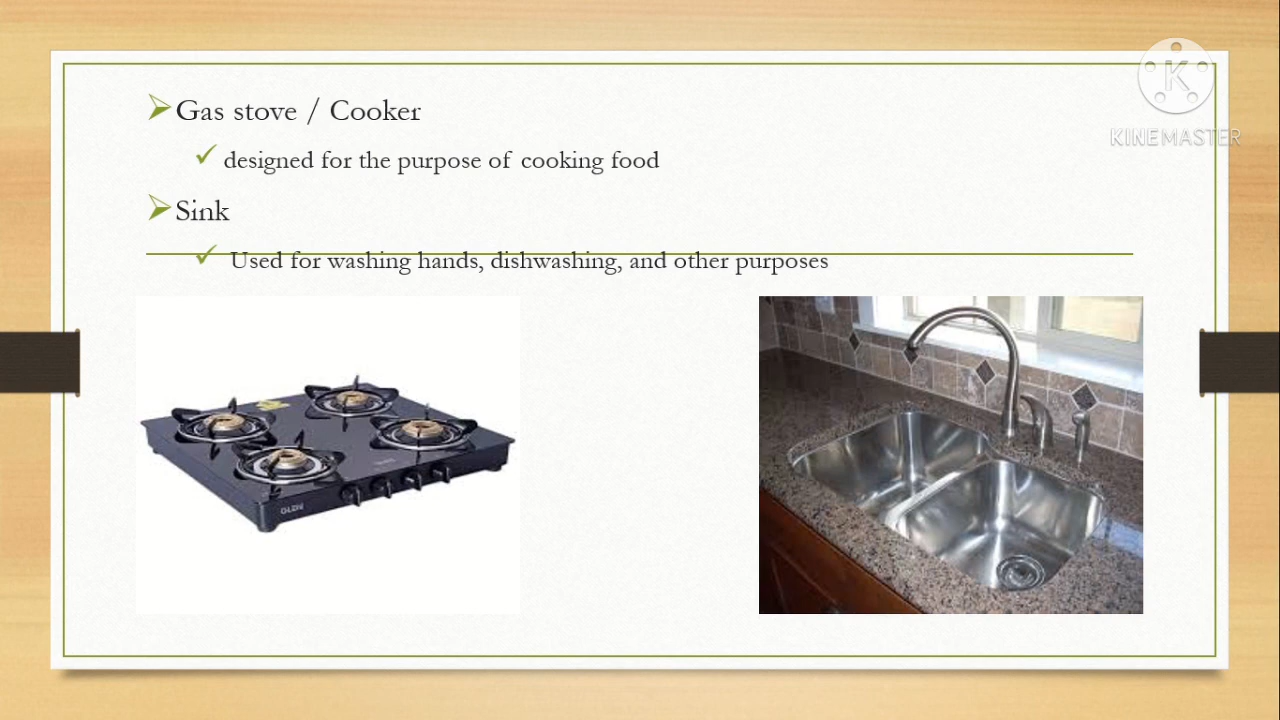 Gas stove / Cooker
designed for the purpose of cooking food
Sink
Used for washing hands, dishwashing, and other purposes
K
KINEMASTER
GLEN